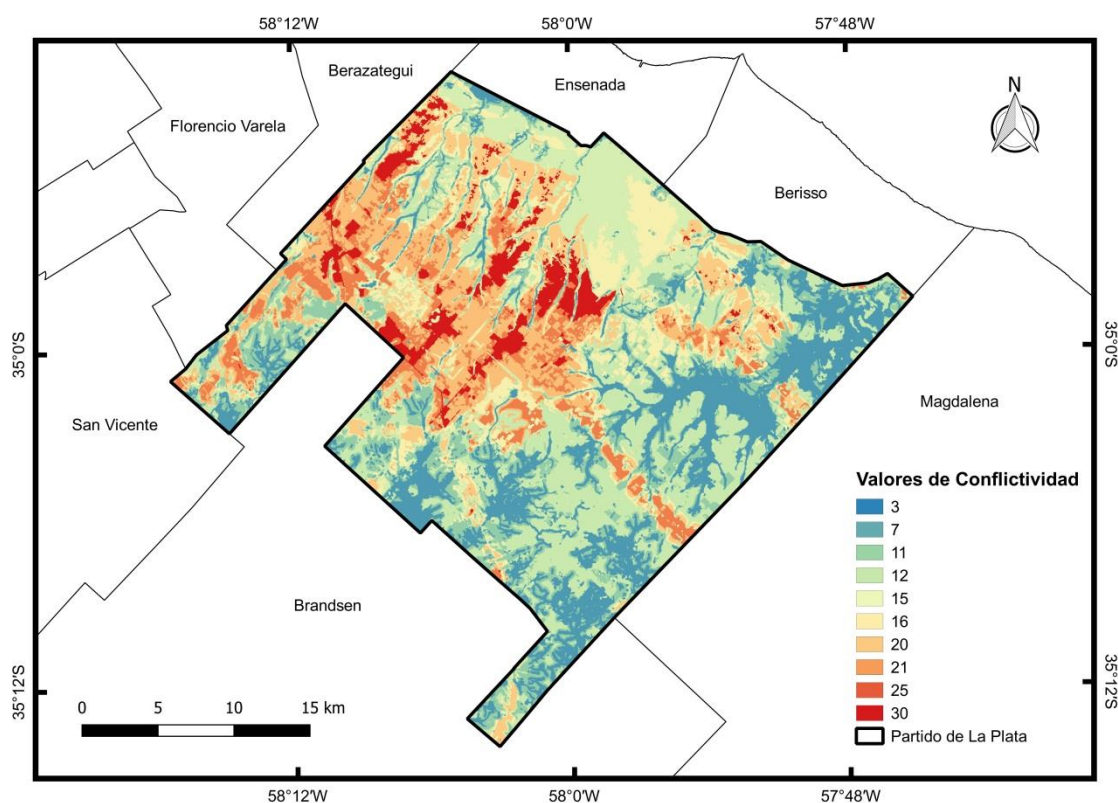 58°12'W 58°0'W 57°48'W
Berazategui
Ensenada
N
Florencio Varela
Berisso
35°0'S
35°0'S
San Vicente
Magdalena
Valores de Conflictividad
3
7
11
12
15
16
20
21
25
30
Partido de La Plata
Brandsen
35°12'S
35°12'S
0 5 10 15 km
58°12'W 58°0'W 57°48'W